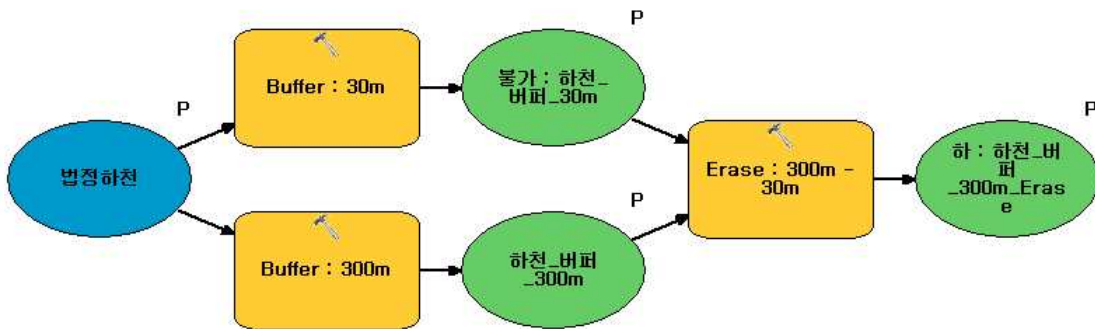 P
Buffer : 30m
불가 : 하천_
버퍼_30m
P
법정하천
P
Erase : 300m -
30m
하 : 하천_버
퍼
_300m_Eras
e
P
Buffer : 300m
하천_버퍼
_300m